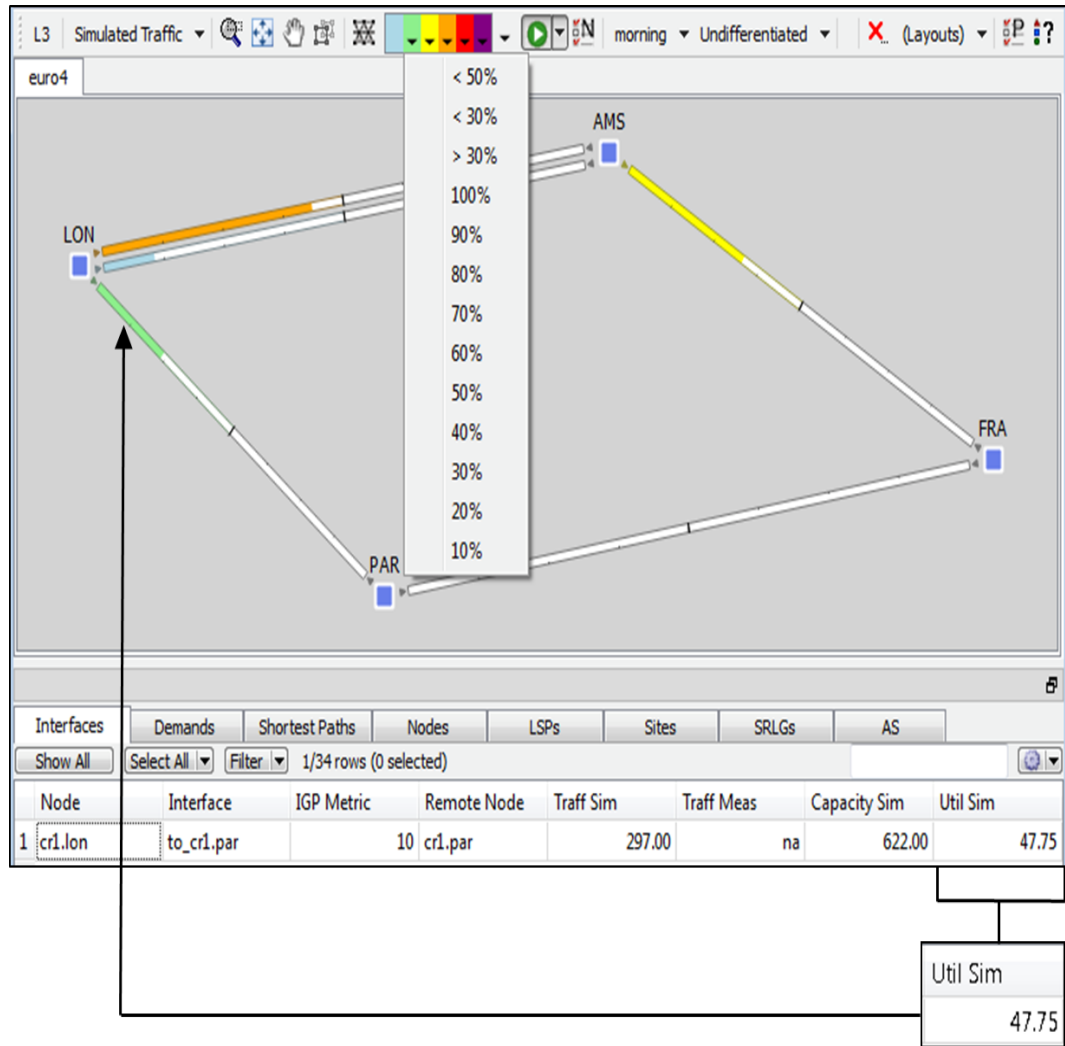 L3 Simulated Traffic morning Undifferentiated (Layouts) P ?
N
euro4
< 50%
< 30%
> 30%
100%
90%
80%
70%
60%
50%
40%
30%
20%
10%
AMS
LON
FRA
PAR
Interfaces Demands Shortest Paths Nodes LSPs Sites SRLGs AS
Show All Select All Filter 1/34 rows (0 selected)
Node Interface IGP Metric Remote Node Traff Sim Traff Meas Capacity Sim Util Sim
1 cr1.lon to_cr1.par 10 cr1.par 297.00 na 622.00 47.75
Util Sim
47.75